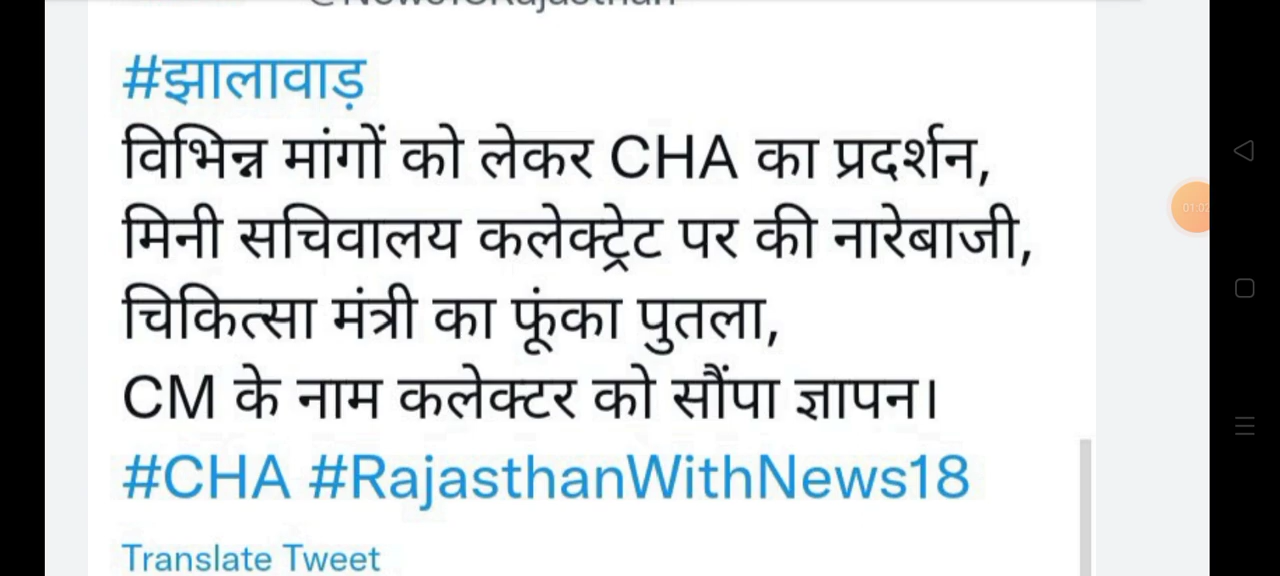 #झालावाड़
विभिन्न मांगों को लेकर CHA का प्रदर्शन,
मिनी सचिवालय कलेक्ट्रेट पर की नारेबाजी,
चिकित्सा मंत्री का फूंका पुतला,
CM के नाम कलेक्टर को सौंपा ज्ञापन।
#CHA #RajasthanWithNews18
Translate Tweet